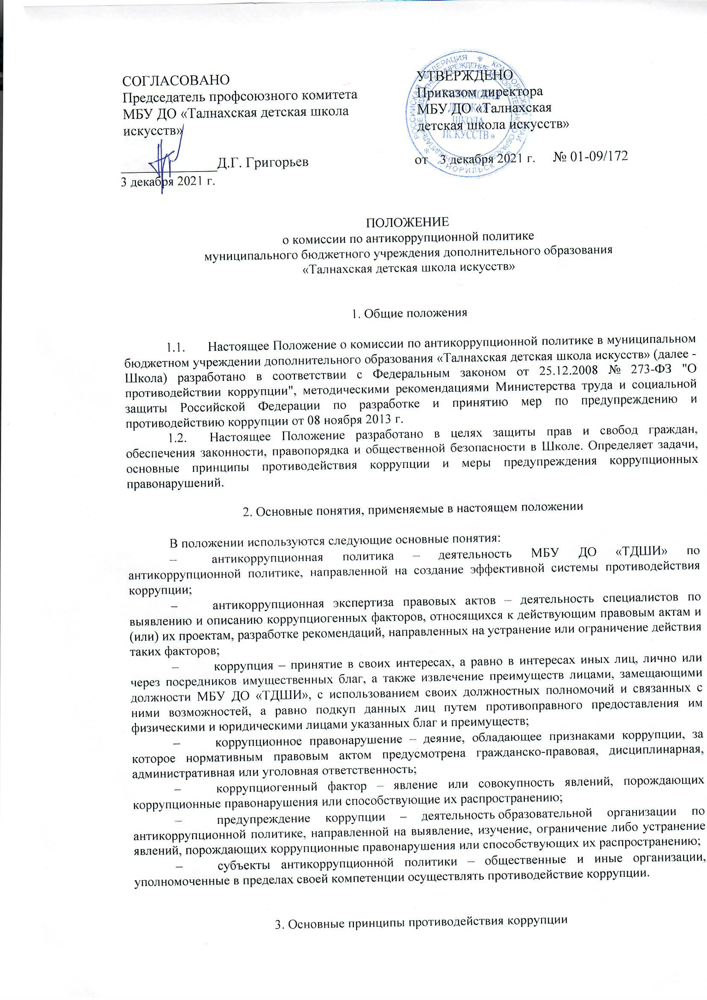 СОГЛАСОВАНО
Председатель профсоюзного комитета
МБУ ДО «Талнахская детская школа
искусств»
Д.Г. Григорьев
3 декабря 2021 г.
УТВЕРЖДЕНО
Приказом директора
МБУ ДО «Талнахская
детская школа искусств»
от 3 декабря 2021 г. № 01-09/172
РОССИЙСКАЯ ФЕДЕРАЦИЯ * КРАСНОЯРСКИЙ КРАЙ * г. НОРИЛЬСК *
ТАЛНАХСКАЯ
ДЕТСКАЯ
ШКОЛА
ИСКУССТВ»
ПОЛОЖЕНИЕ
о комиссии по антикоррупционной политике
муниципального бюджетного учреждения дополнительного образования
«Талнахская детская школа искусств»
1. Общие положения
1.1. Настоящее Положение о комиссии по антикоррупционной политике в муниципальном
бюджетном учреждении дополнительного образования «Талнахская детская школа искусств» (далее -
Школа) разработано в соответствии с Федеральным законом от 25.12.2008 № 273-ФЗ "О
противодействии коррупции", методическими рекомендациями Министерства труда и социальной
защиты Российской Федерации по разработке и принятию мер по предупреждению и
противодействию коррупции от 08 ноября 2013 г.
1.2. Настоящее Положение разработано в целях защиты прав и свобод граждан,
обеспечения законности, правопорядка и общественной безопасности в Школе. Определяет задачи,
основные принципы противодействия коррупции и меры предупреждения коррупционных
правонарушений.
2. Основные понятия, применяемые в настоящем положении
В положении используются следующие основные понятия:
– антикоррупционная политика – деятельность МБУ ДО «ТДШИ» по
антикоррупционной политике, направленной на создание эффективной системы противодействия
коррупции;
– антикоррупционная экспертиза правовых актов – деятельность специалистов по
выявлению и описанию коррупциогенных факторов, относящихся к действующим правовым актам и
(или) их проектам, разработке рекомендаций, направленных на устранение или ограничение действия
таких факторов;
– коррупция – принятие в своих интересах, а равно в интересах иных лиц, лично или
через посредников имущественных благ, а также извлечение преимуществ лицами, замещающими
должности МБУ ДО «ТДШИ», с использованием своих должностных полномочий и связанных с
ними возможностей, а равно подкуп данных лиц путем противоправного предоставления им
физическими и юридическими лицами указанных благ и преимуществ;
– коррупционное правонарушение – деяние, обладающее признаками коррупции, за
которое нормативным правовым актом предусмотрена гражданско-правовая, дисциплинарная,
административная или уголовная ответственность;
– коррупциогенный фактор – явление или совокупность явлений, порождающих
коррупционные правонарушения или способствующие их распространению;
– предупреждение коррупции – деятельность образовательной организации по
антикоррупционной политике, направленной на выявление, изучение, ограничение либо устранение
явлений, порождающих коррупционные правонарушения или способствующих их распространению;
– субъекты антикоррупционной политики – общественные и иные организации,
уполномоченные в пределах своей компетенции осуществлять противодействие коррупции.
3. Основные принципы противодействия коррупции